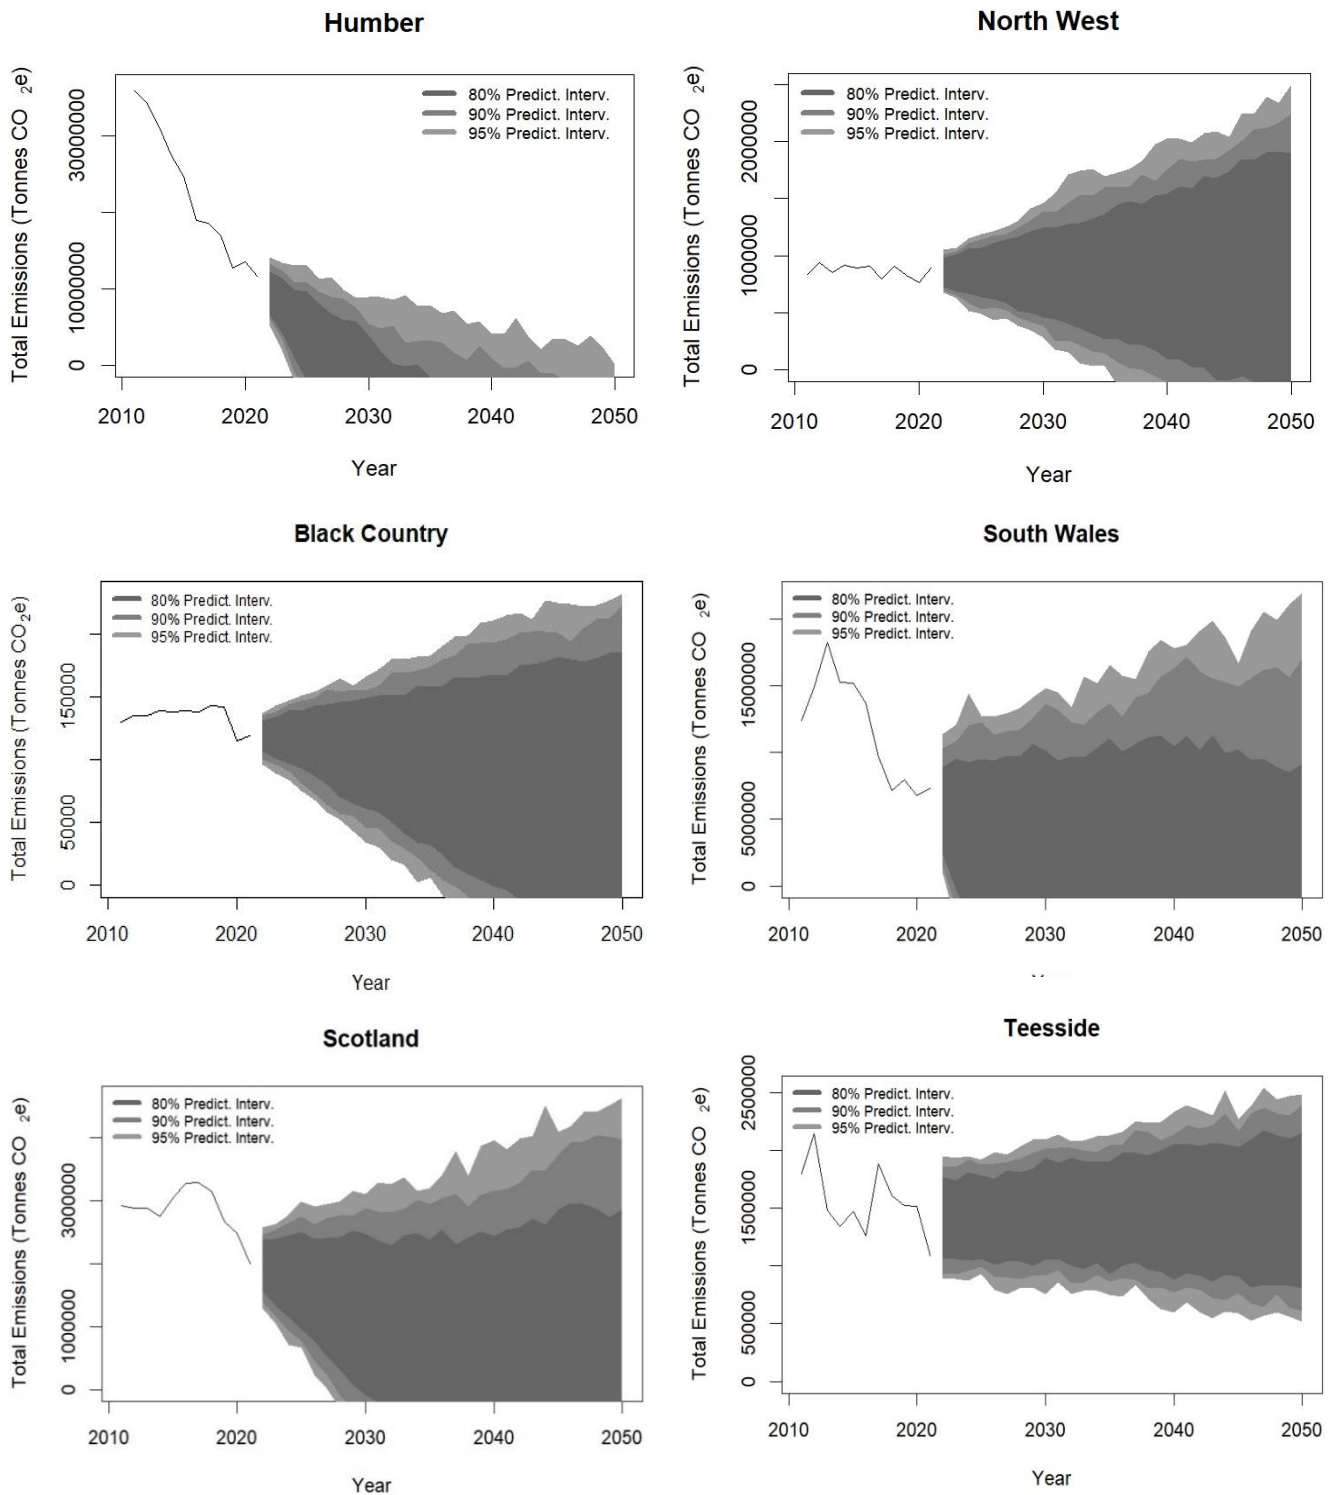 Humber
Total Emissions (Tonnes CO 2e)
30000000
10000000
0
80% Predict. Interv.
90% Predict. Interv.
95% Predict. Interv.
2010 2020 2030 2040 2050
Year
North West
Total Emissions (Tonnes CO 2e)
2000000
1000000
0
80% Predict. Interv.
90% Predict. Interv.
95% Predict. Interv.
2010 2020 2030 2040 2050
Year
Black Country
Total Emissions (Tonnes CO2e)
150000
50000
0
80% Predict. Interv.
90% Predict. Interv.
95% Predict. Interv.
2010 2020 2030 2040 2050
Year
South Wales
Total Emissions (Tonnes CO 2e)
15000000
5000000
0
80% Predict. Interv.
90% Predict. Interv.
95% Predict. Interv.
2010 2020 2030 2040 2050
Scotland
Total Emissions (Tonnes CO 2e)
3000000
1000000
0
80% Predict. Interv.
90% Predict. Interv.
95% Predict. Interv.
2010 2020 2030 2040 2050
Year
Teesside
Total Emissions (Tonnes CO 2e)
2500000
1500000
500000
0
80% Predict. Interv.
90% Predict. Interv.
95% Predict. Interv.
2010 2020 2030 2040 2050
Year